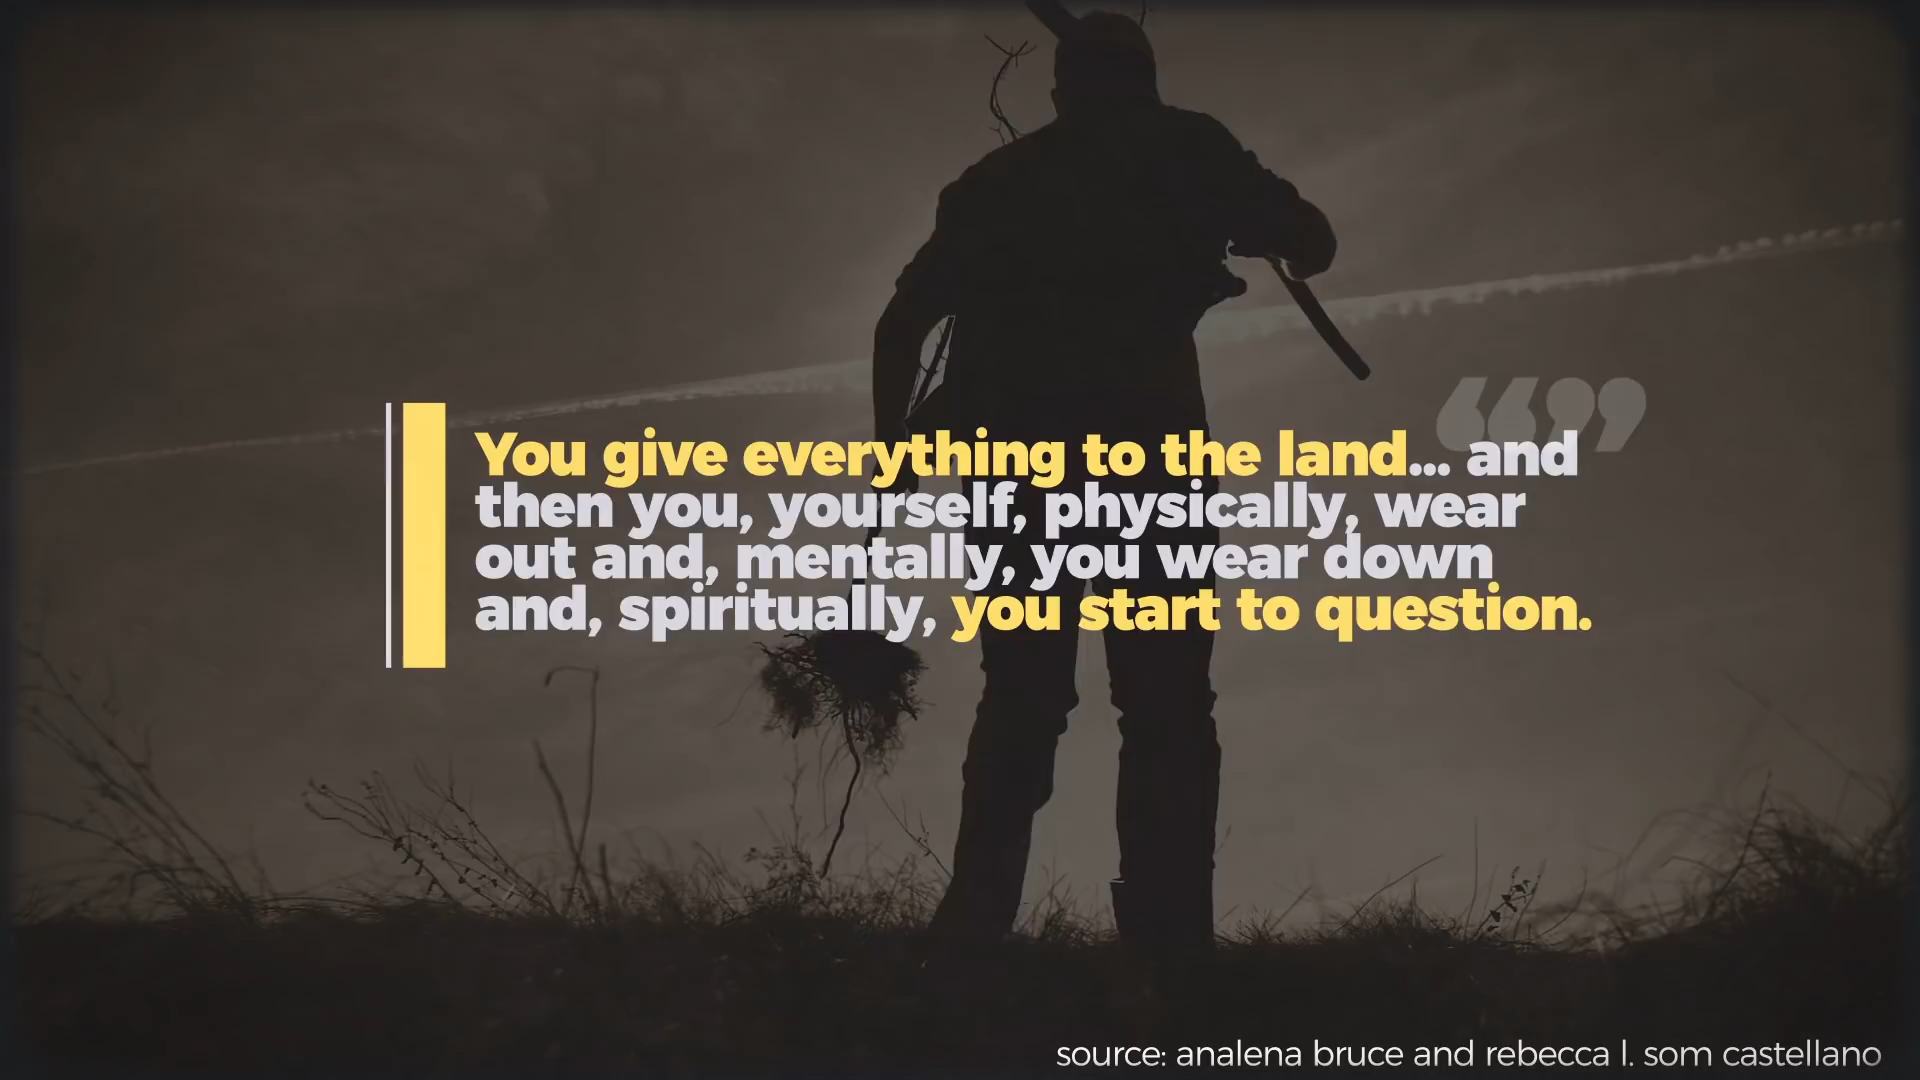 You give everything to the land... and
then you, yourself, physically, wear
out and, mentally, you wear down
and, spiritually, you start to question.
source: analena bruce and rebecca l. som castellano